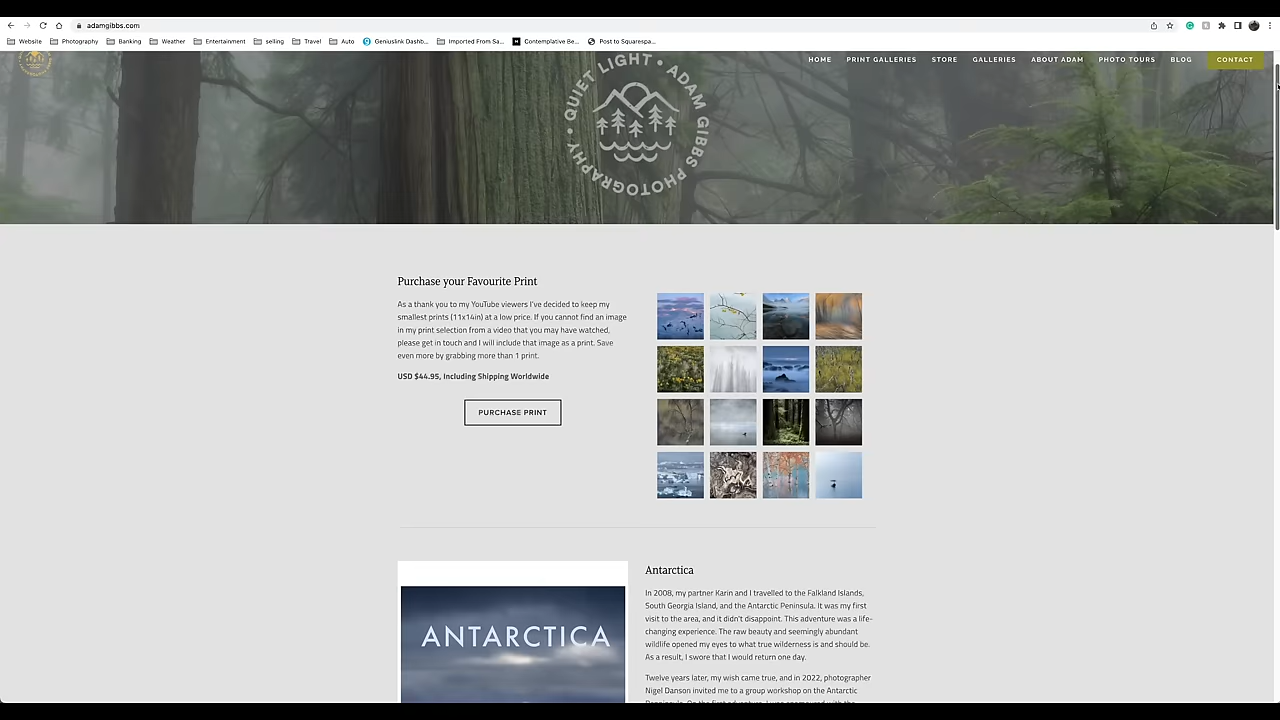 adamgibbs.com
Website Photography Banking Weather Entertainment selling Travel Auto Geniuslink Dashb... Imported From Sa... Contemplative Be... Post to Squarespa...
HOME PRINT GALLERIES STORE GALLERIES ABOUT ADAM PHOTO TOURS BLOG CONTACT
QUIET LIGHT • ADAM GIBBS PHOTOGRAPHY •
Purchase your Favourite Print
As a thank you to my YouTube viewers I've decided to keep my
smallest prints (11x14in) at a low price. If you cannot find an image
in my print selection from a video that you may have watched,
please get in touch and I will include that image as a print. Save
even more by grabbing more than 1 print.
USD $44.95, Including Shipping Worldwide
PURCHASE PRINT
ANTARCTICA
Antarctica
In 2008, my partner Karin and I travelled to the Falkland Islands,
South Georgia Island, and the Antarctic Peninsula. It was my first
visit to the area, and it didn't disappoint. This adventure was a life-
changing experience. The raw beauty and seemingly abundant
wildlife opened my eyes to what true wilderness is and should be.
As a result, I swore that I would return one day.
Twelve years later, my wish came true, and in 2022, photographer
Nigel Danson invited me to a group workshop on the Antarctic